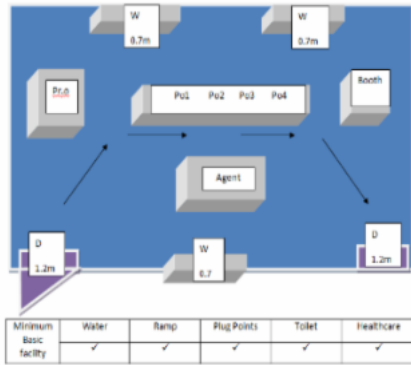 W
0.7m
W
0.7m
Pr.o
Po1 Po2 Po3 Po4
Booth
Agent
D
1.2m
W
0.7
D
1.2m
Minimum Basic facility Water Ramp Plug Points Toilet Healthcare
✓ ✓ ✓ ✓ ✓